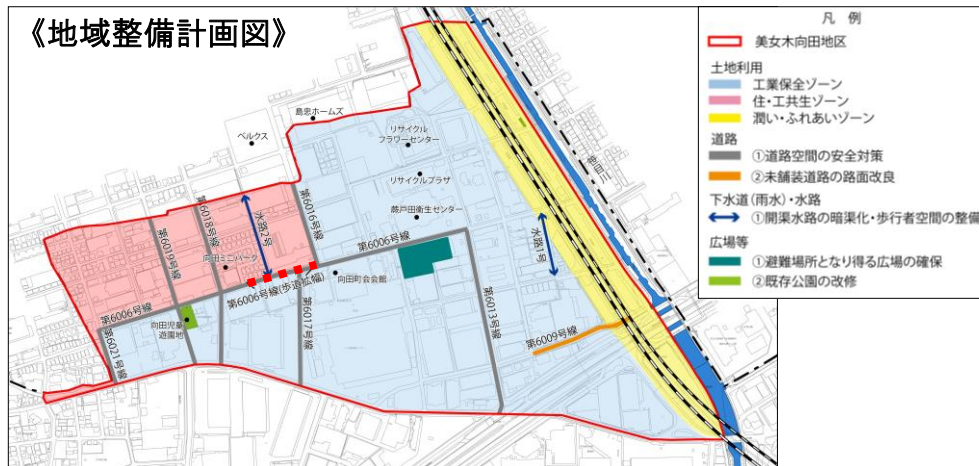 《地域整備計画図》
島忠ホームズ
ベルクス
リサイクル
フラワーセンター
リサイクルプラザ
蕨戸田衛生センター
笹目川
第6016号線
水路2号
第6018号線
第6019号線
向田ミニパーク
第6006号線
向田町会会館
第6006号線(歩道拡幅)
水路1号
第6006号線
向田児童
遊園地
第6017号線
第6013号線
第6009号線
第6021号線
凡 例
美女木向田地区
土地利用
工業保全ゾーン
住・工共生ゾーン
潤い・ふれあいゾーン
道路
①道路空間の安全対策
②未舗装道路の路面改良
下水道(雨水)・水路
①開渠水路の暗渠化・歩行者空間の整備
広場等
①避難場所となり得る広場の確保
②既存公園の改修